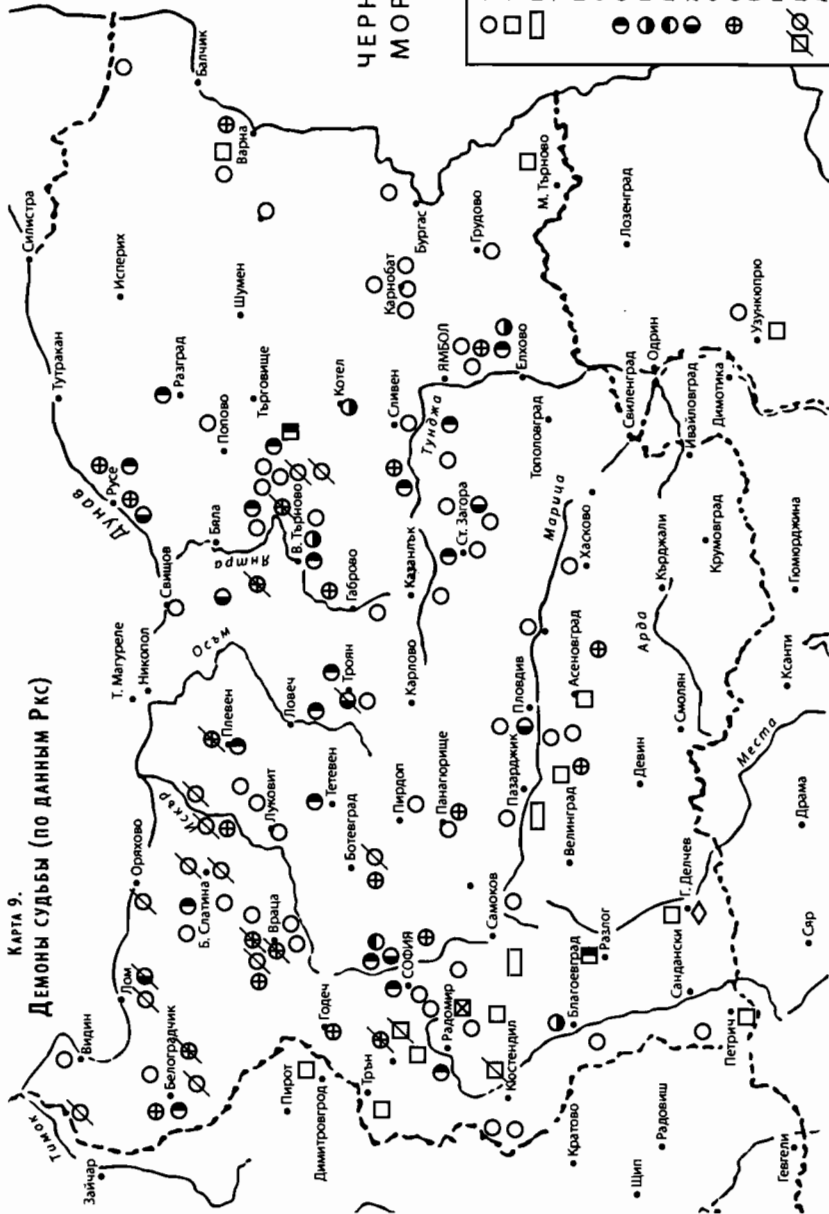 Карта 9.
Демоны судьбы (по данным Ркс)
ЧЕРН
МОР
Тимок
Зайчар
Видин
Лом
Белоградчик
Оряхово
Искър
Б. Слатина
Враца
Луковит
Плевен
Ловеч
Троян
Тетевен
Ботевград
Т. Магуреле
Никопол
Свищов
Осъм
Дунав
Русе
Бяла
Янтра
В. Търново
Габрово
Тутракан
Разград
Попово
Търговище
Котел
Силистра
Исперих
Шумен
Балчик
Варна
Пирот
Димитровград
Годеч
Трън
СОФИЯ
Радомир
Кюстендил
Самоков
Пирдоп
Панагюрище
Карлово
Казанлък
Ст. Загора
Сливен
Тунджа
ЯМБОЛ
Елхово
Карнобат
Бургас
Грудово
М. Търново
Кратово
Щип
Радовиш
Благоевград
Разлог
Сандански
Г. Делчев
Петрич
Гевгели
Пазарджик
Пловдив
Велинград
Асеновград
Девин
Смолян
Марица
Хасково
Тополовград
Свиленград
Одрин
Ивайловград
Димотика
Лозенград
Узункюпрю
Арда
Кърджали
Крумовград
Места
Гюмюрджина
Ксанти
Драма
Сяр